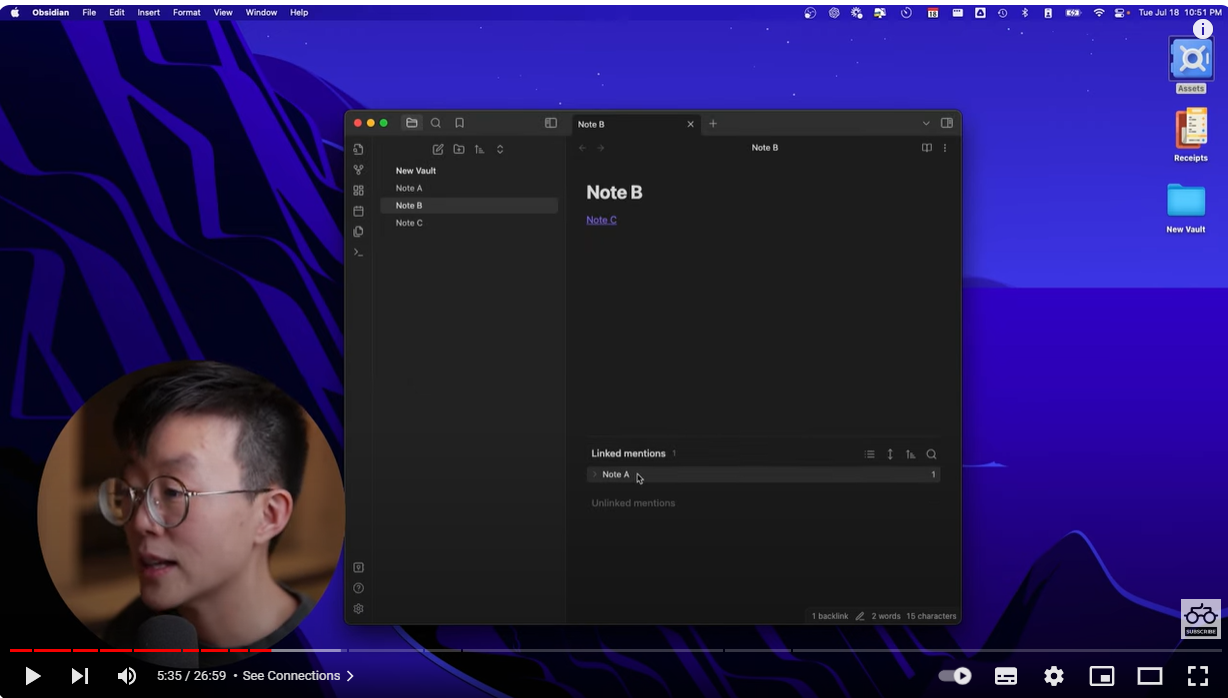 Obsidian File Edit Insert Format View Window Help
18
Tue Jul 18 10:51 PM
Assets
Receipts
New Vault
Note B
Note B
New Vault
Note A
Note B
Note C
Note B
Note C
Linked mentions 1
Note A 1
Unlinked mentions
1 backlink 2 words 15 characters
SUBSCRIBE
5:35 / 26:59 • See Connections